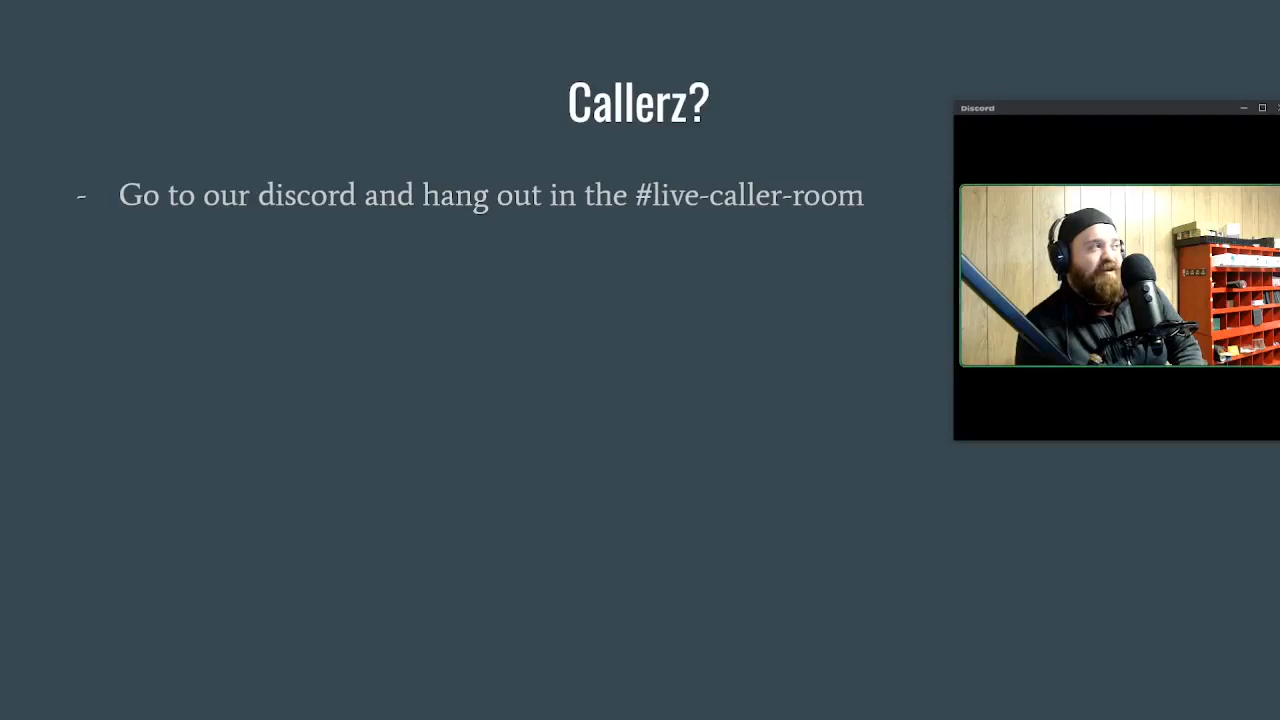 Callerz?
Discord
- Go to our discord and hang out in the #live-caller-room